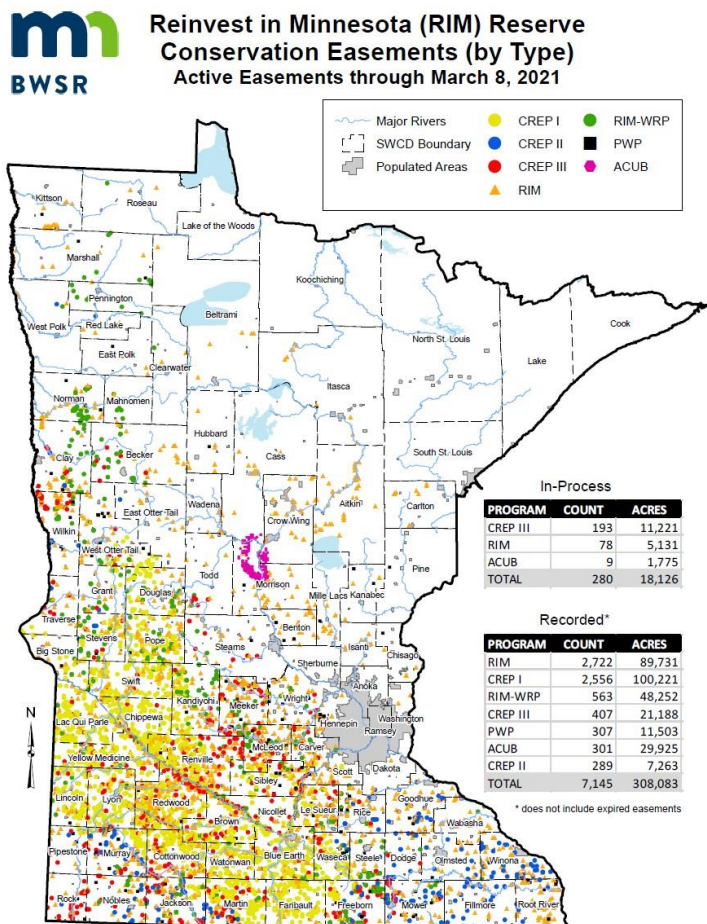 mn
BWSR
Reinvest in Minnesota (RIM) Reserve
Conservation Easements (by Type)
Active Easements through March 8, 2021
Major Rivers
SWCD Boundary
Populated Areas
CREP I
CREP II
CREP III
RIM
RIM-WRP
PWP
ACUB
Kittson
Roseau
Lake of the Woods
Marshall
Koochiching
Pennington
Beltrami
Cook
West Polk
Red Lake
North St. Louis
Lake
East Polk
Clearwater
Itasca
Norman
Mahnomen
Hubbard
Cass
South St. Louis
Clay
Becker
Aitkin
Carlton
Wadena
Crow Wing
East Otter Tail
Wilkin
West Otter Tail
Pine
Todd
Morrison
Grant
Douglas
Mille Lacs
Kanabec
Traverse
Stevens
Pope
Stearns
Benton
Isanti
Chisago
Big Stone
Sherburne
Swift
Anoka
Kandiyohi
Meeker
Wright
Washington
Lac Qui Parle
Chippewa
Hennepin
Ramsey
McLeod
Carver
Yellow Medicine
Renville
Scott
Dakota
Sibley
Lincoln
Lyon
Redwood
Nicollet
Le Sueur
Rice
Goodhue
Brown
Wabasha
Pipestone
Murray
Cottonwood
Watonwan
Blue Earth
Waseca
Steele
Dodge
Olmsted
Winona
Rock
Nobles
Jackson
Martin
Faribault
Freeborn
Mower
Fillmore
Root River
N
In-Process
PROGRAM COUNT ACRES
CREP III 193 11,221
RIM 78 5,131
ACUB 9 1,775
TOTAL 280 18,126
Recorded*
PROGRAM COUNT ACRES
RIM 2,722 89,731
CREP I 2,556 100,221
RIM-WRP 563 48,252
CREP III 407 21,188
PWP 307 11,503
ACUB 301 29,925
CREP II 289 7,263
TOTAL 7,145 308,083
* does not include expired easements